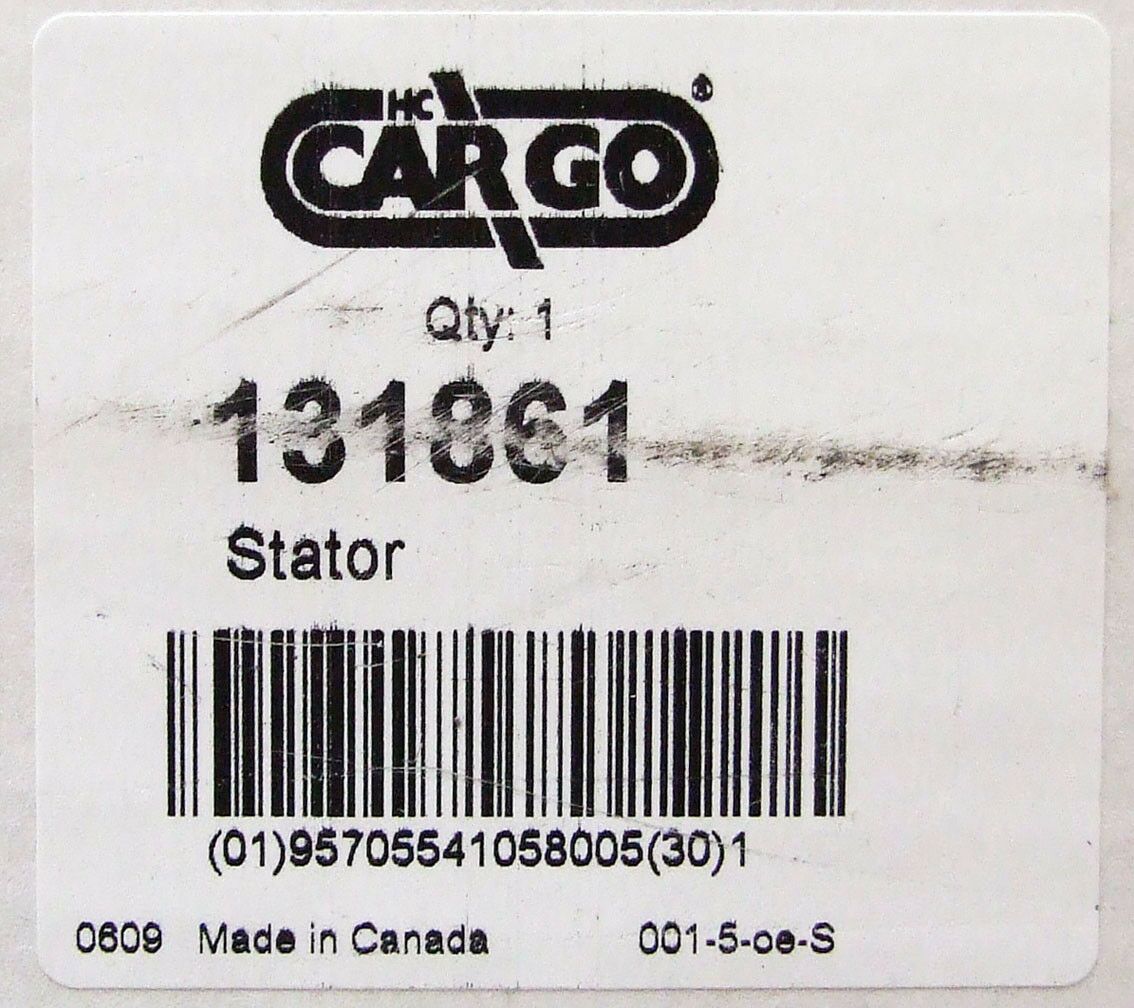 HC
CARGO®
Qty: 1
131861
Stator
(01)95705541058005(30)1
0609 Made in Canada 001-5-oe-S